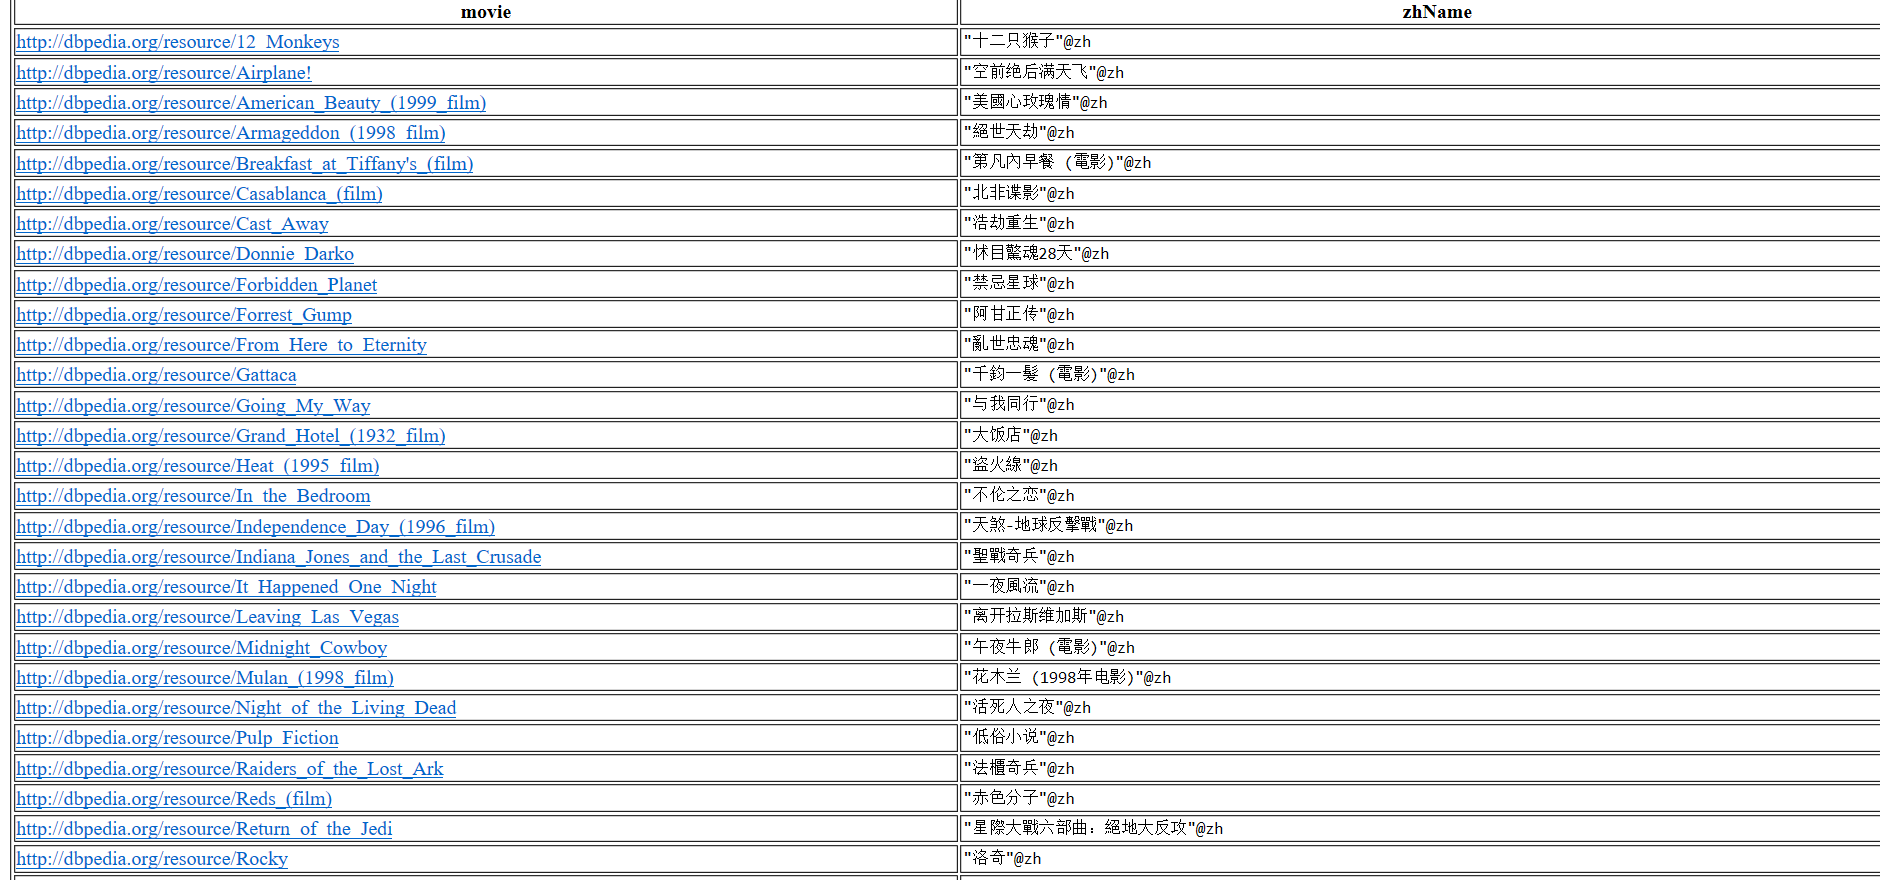 movie zhName
http://dbpedia.org/resource/12_Monkeys "十二只猴子"@zh
http://dbpedia.org/resource/Airplane! "空前绝后满天飞"@zh
http://dbpedia.org/resource/American_Beauty_(1999_film) "美國心玫瑰情"@zh
http://dbpedia.org/resource/Armageddon_(1998_film) "絕世天劫"@zh
http://dbpedia.org/resource/Breakfast_at_Tiffany's_(film) "第凡內早餐 (電影)"@zh
http://dbpedia.org/resource/Casablanca_(film) "北非谍影"@zh
http://dbpedia.org/resource/Cast_Away "浩劫重生"@zh
http://dbpedia.org/resource/Donnie_Darko "怵目驚魂28天"@zh
http://dbpedia.org/resource/Forbidden_Planet "禁忌星球"@zh
http://dbpedia.org/resource/Forrest_Gump "阿甘正传"@zh
http://dbpedia.org/resource/From_Here_to_Eternity "亂世忠魂"@zh
http://dbpedia.org/resource/Gattaca "千鈞一髮 (電影)"@zh
http://dbpedia.org/resource/Going_My_Way "与我同行"@zh
http://dbpedia.org/resource/Grand_Hotel_(1932_film) "大饭店"@zh
http://dbpedia.org/resource/Heat_(1995_film) "盜火線"@zh
http://dbpedia.org/resource/In_the_Bedroom "不伦之恋"@zh
http://dbpedia.org/resource/Independence_Day_(1996_film) "天煞-地球反擊戰"@zh
http://dbpedia.org/resource/Indiana_Jones_and_the_Last_Crusade "聖戰奇兵"@zh
http://dbpedia.org/resource/It_Happened_One_Night "一夜風流"@zh
http://dbpedia.org/resource/Leaving_Las_Vegas "离开拉斯维加斯"@zh
http://dbpedia.org/resource/Midnight_Cowboy "午夜牛郎 (電影)"@zh
http://dbpedia.org/resource/Mulan_(1998_film) "花木兰 (1998年电影)"@zh
http://dbpedia.org/resource/Night_of_the_Living_Dead "活死人之夜"@zh
http://dbpedia.org/resource/Pulp_Fiction "低俗小说"@zh
http://dbpedia.org/resource/Raiders_of_the_Lost_Ark "法櫃奇兵"@zh
http://dbpedia.org/resource/Reds_(film) "赤色分子"@zh
http://dbpedia.org/resource/Return_of_the_Jedi "星際大戰六部曲：絕地大反攻"@zh
http://dbpedia.org/resource/Rocky "洛奇"@zh